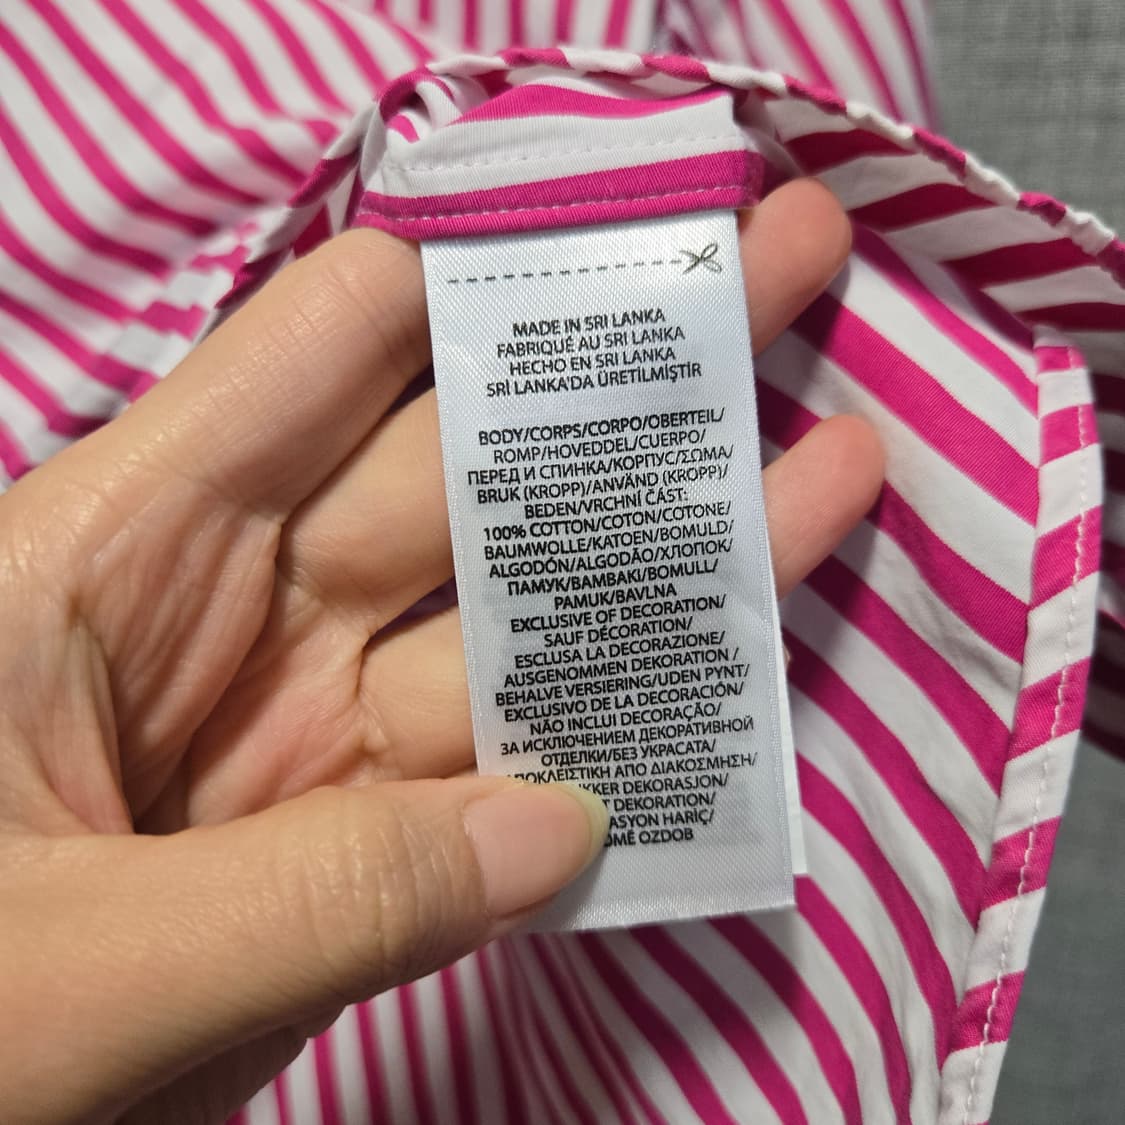 MADE IN SRI LANKA
FABRIQUÉ AU SRI LANKA
HECHO EN SRI LANKA
SRİ LANKA'DA ÜRETİLMİŞTİR
BODY/CORPS/CORPO/OBERTEIL/
ROMP/HOVEDDEL/CUERPO/
ПЕРЕД И СПИНКА/КОРПУС/ΣΩΜΑ/
BRUK (KROPP)/ANVÄND (KROPP)/
BEDEN/VRCHNÍ ČÁST:
100% COTTON/COTON/COTONE/
BAUMWOLLE/KATOEN/BOMULD/
ALGODÓN/ALGODÃO/ХЛОПОК/
ПАМУК/ΒΑΜΒΑΚΙ/BOMULL/
PAMUK/BAVLNA
EXCLUSIVE OF DECORATION/
SAUF DÉCORATION/
ESCLUSA LA DECORAZIONE/
AUSGENOMMEN DEKORATION /
BEHALVE VERSIERING/UDEN PYNT/
EXCLUSIVO DE LA DECORACIÓN/
NÃO INCLUI DECORAÇÃO/
ЗА ИСКЛЮЧЕНИЕМ ДЕКОРАТИВНОЙ
ОТДЕЛКИ/БЕЗ УКРАСАТА/
ΑΠΟΚΛΕΙΣΤΙΚΗ ΑΠΟ ΔΙΑΚΟΣΜΗΣΗ/
DEKORASJON/
DEKORATION/
HARİÇ/
OZDOB